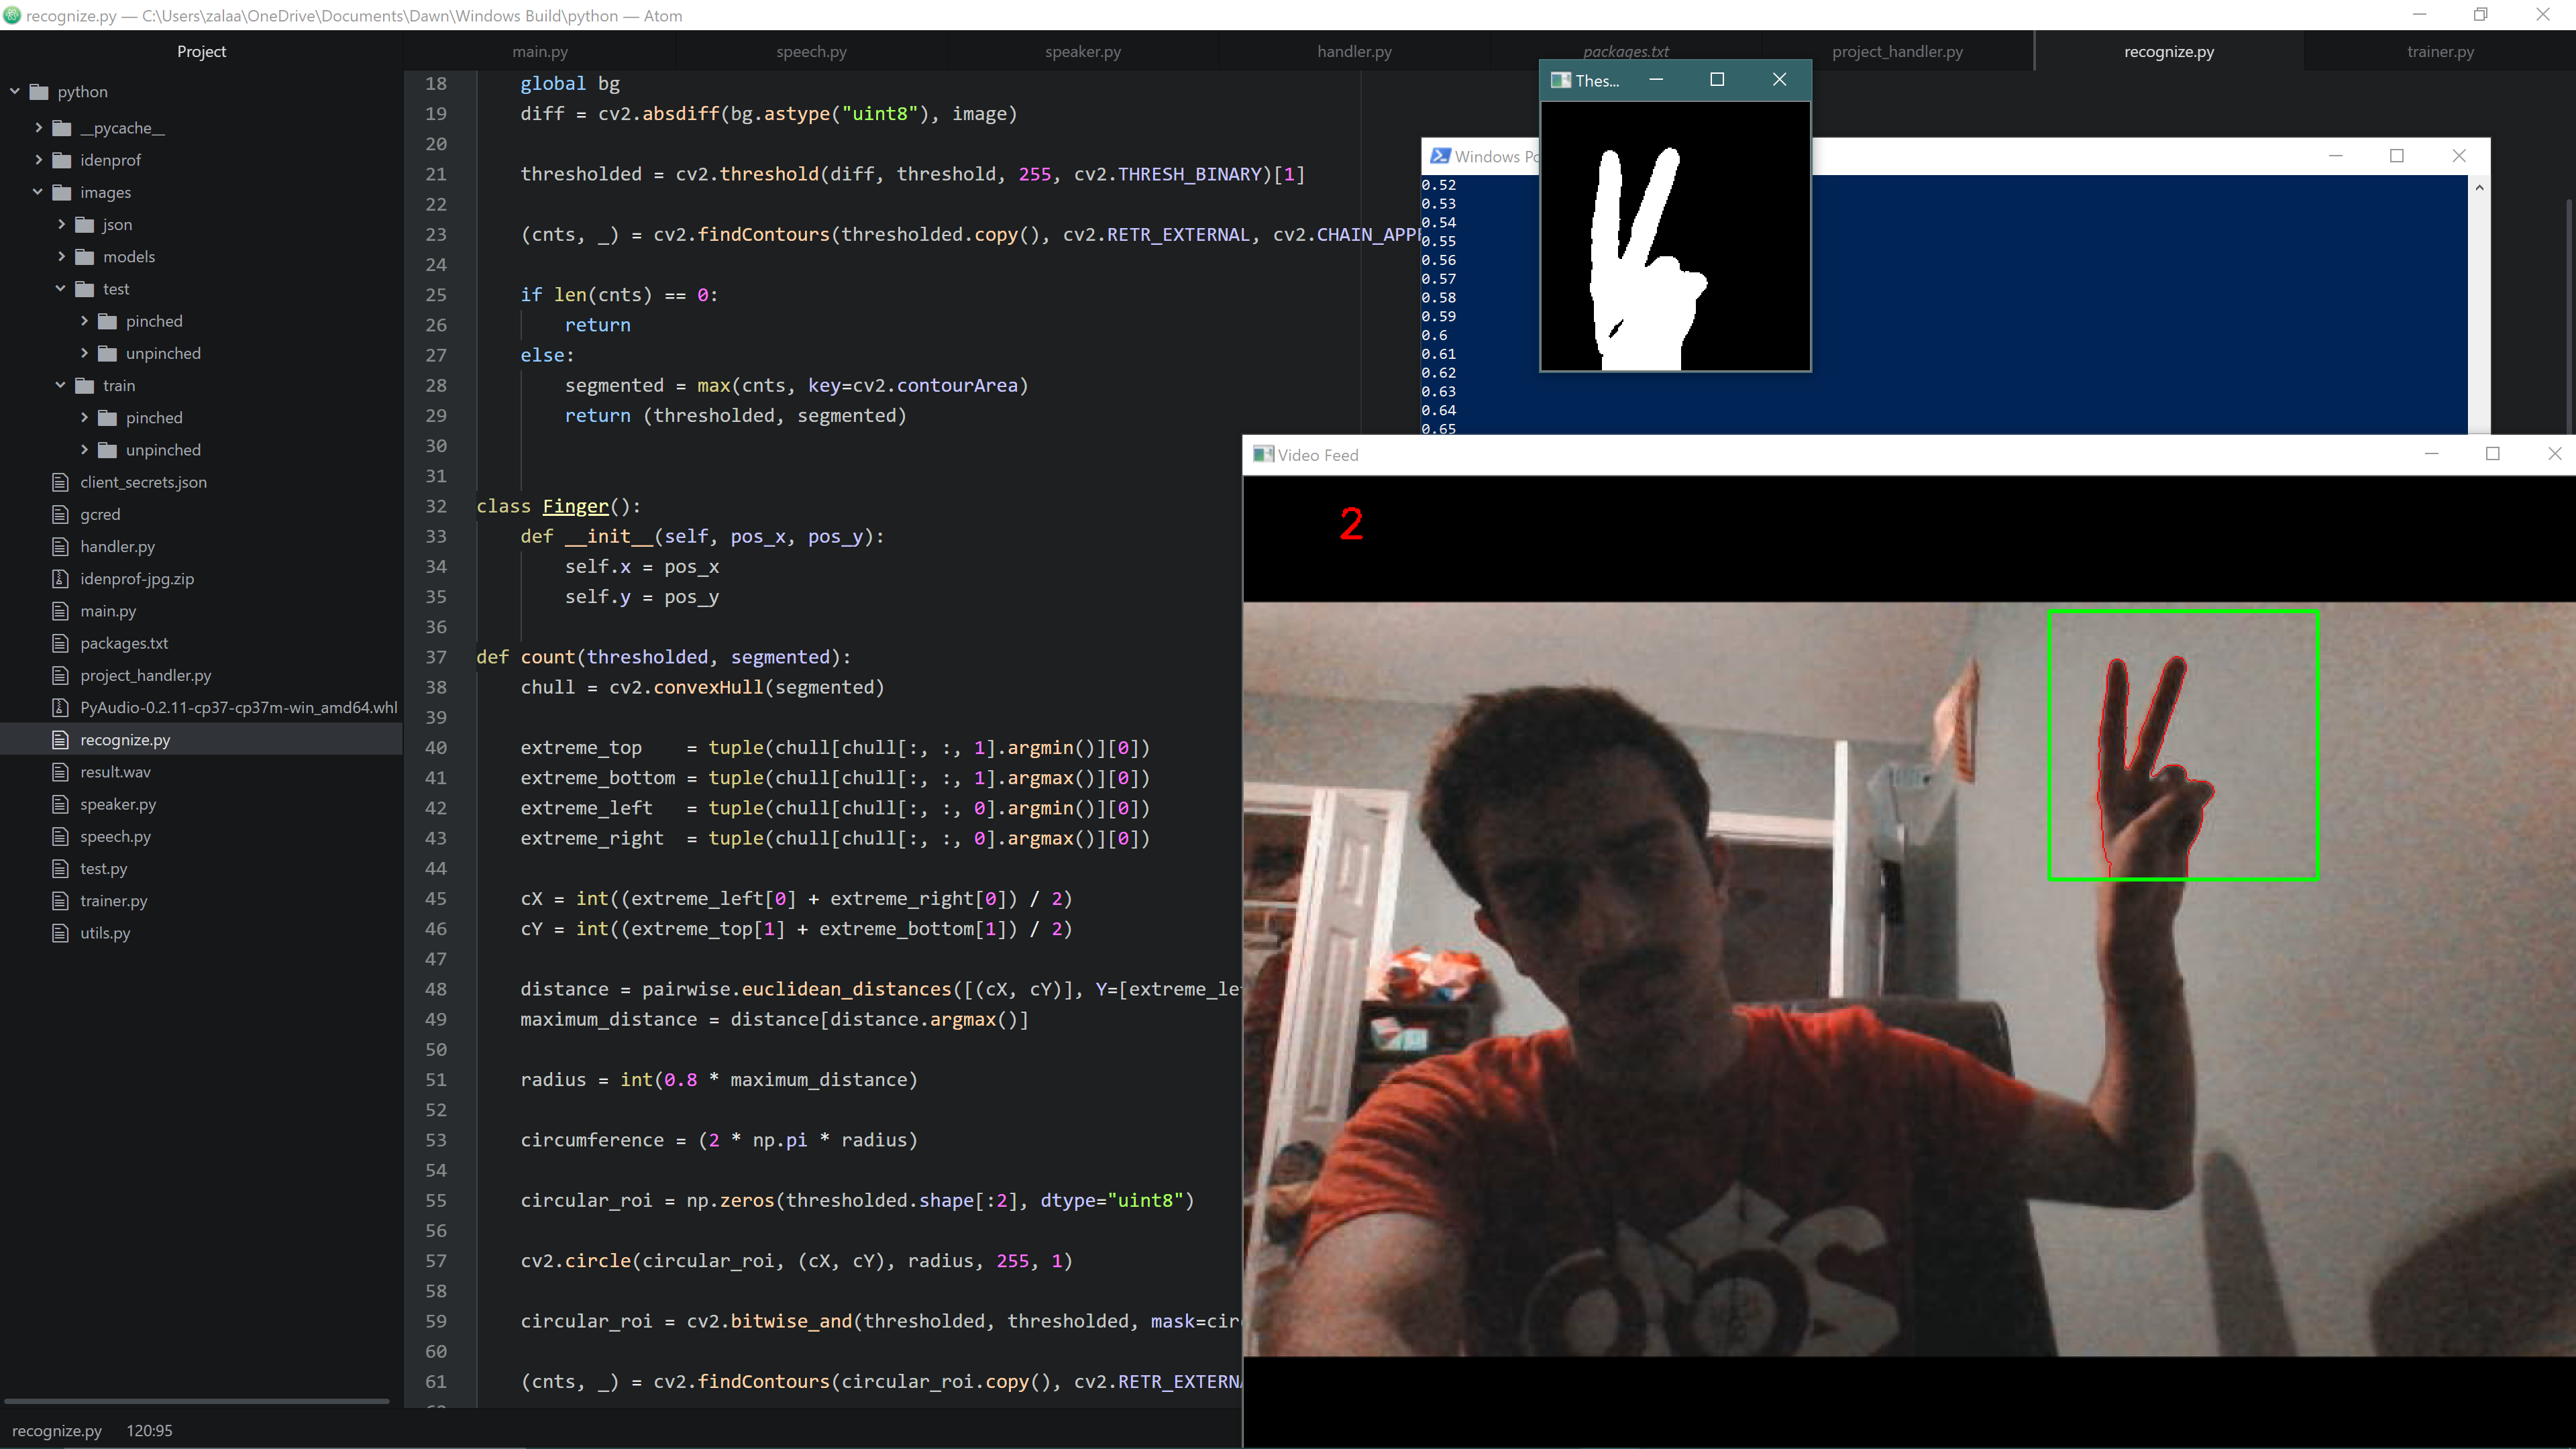 recognize.py — C:\Users\zalaa\OneDrive\Documents\Dawn\Windows Build\python — Atom
Project
main.py
speech.py
speaker.py
handler.py
packages.txt
project_handler.py
recognize.py
trainer.py
python
__pycache__
idenprof
images
json
models
test
pinched
unpinched
train
pinched
unpinched
client_secrets.json
gcred
handler.py
idenprof-jpg.zip
main.py
packages.txt
project_handler.py
PyAudio-0.2.11-cp37-cp37m-win_amd64.whl
recognize.py
result.wav
speaker.py
speech.py
test.py
trainer.py
utils.py
18 global bg
19 diff = cv2.absdiff(bg.astype("uint8"), image)
20
21 thresholded = cv2.threshold(diff, threshold, 255, cv2.THRESH_BINARY)[1]
22
23 (cnts, _) = cv2.findContours(thresholded.copy(), cv2.RETR_EXTERNAL, cv2.CHAIN_APP
24
25 if len(cnts) == 0:
26 return
27 else:
28 segmented = max(cnts, key=cv2.contourArea)
29 return (thresholded, segmented)
30
31
32 class Finger():
33 def __init__(self, pos_x, pos_y):
34 self.x = pos_x
35 self.y = pos_y
36
37 def count(thresholded, segmented):
38 chull = cv2.convexHull(segmented)
39
40 extreme_top    = tuple(chull[chull[:, :, 1].argmin()][0])
41 extreme_bottom = tuple(chull[chull[:, :, 1].argmax()][0])
42 extreme_left   = tuple(chull[chull[:, :, 0].argmin()][0])
43 extreme_right  = tuple(chull[chull[:, :, 0].argmax()][0])
44
45 cX = int((extreme_left[0] + extreme_right[0]) / 2)
46 cY = int((extreme_top[1] + extreme_bottom[1]) / 2)
47
48 distance = pairwise.euclidean_distances([(cX, cY)], Y=[extreme_le
49 maximum_distance = distance[distance.argmax()]
50
51 radius = int(0.8 * maximum_distance)
52
53 circumference = (2 * np.pi * radius)
54
55 circular_roi = np.zeros(thresholded.shape[:2], dtype="uint8")
56
57 cv2.circle(circular_roi, (cX, cY), radius, 255, 1)
58
59 circular_roi = cv2.bitwise_and(thresholded, thresholded, mask=cir
60
61 (cnts, _) = cv2.findContours(circular_roi.copy(), cv2.RETR_EXTERN
Thes...
Windows Po
0.52
0.53
0.54
0.55
0.56
0.57
0.58
0.59
0.6
0.61
0.62
0.63
0.64
0.65
Video Feed
2
recognize.py 120:95